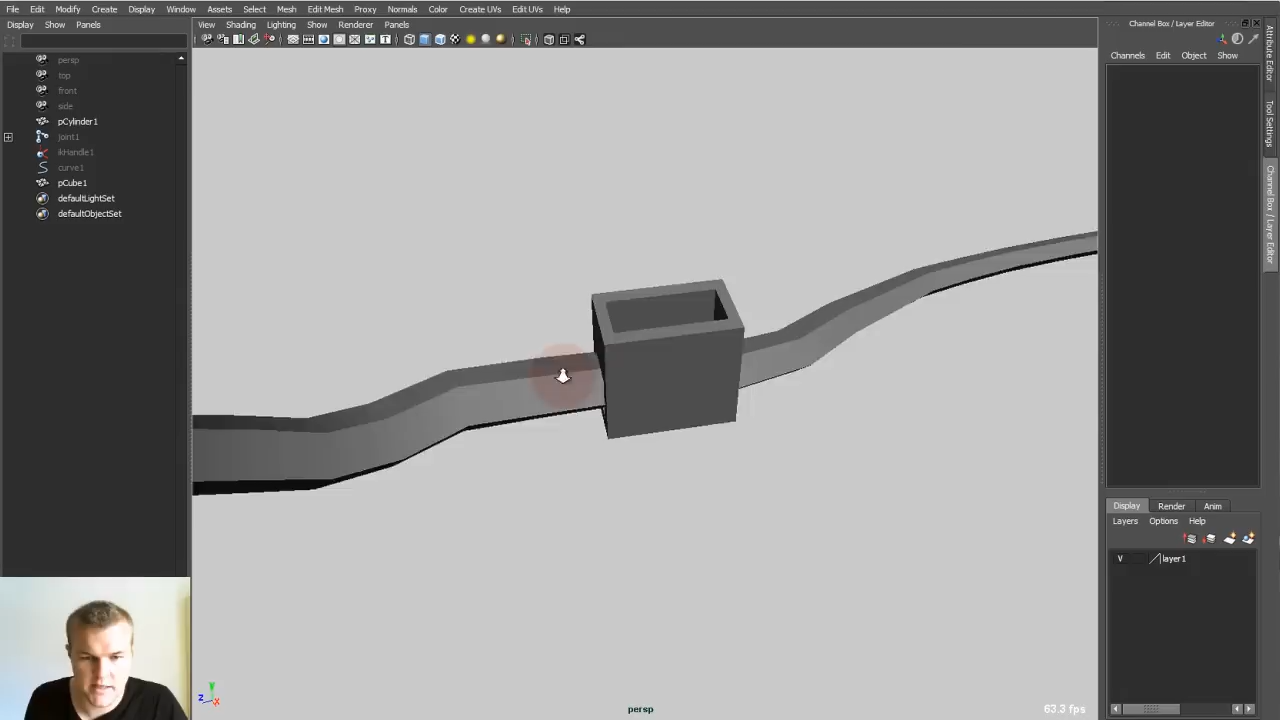 File Edit Modify Create Display Window Assets Select Mesh Edit Mesh Proxy Normals Color Create UVs Edit UVs Help
Display Show Panels
View Shading Lighting Show Renderer Panels
Channel Box / Layer Editor
Channels Edit Object Show
persp
top
front
side
pCylinder1
joint1
ikHandle1
curve1
pCube1
defaultLightSet
defaultObjectSet
Attribute Editor
Tool Settings
Channel Box / Layer Editor
Display Render Anim
Layers Options Help
V layer1
z y x
persp
63.3 fps